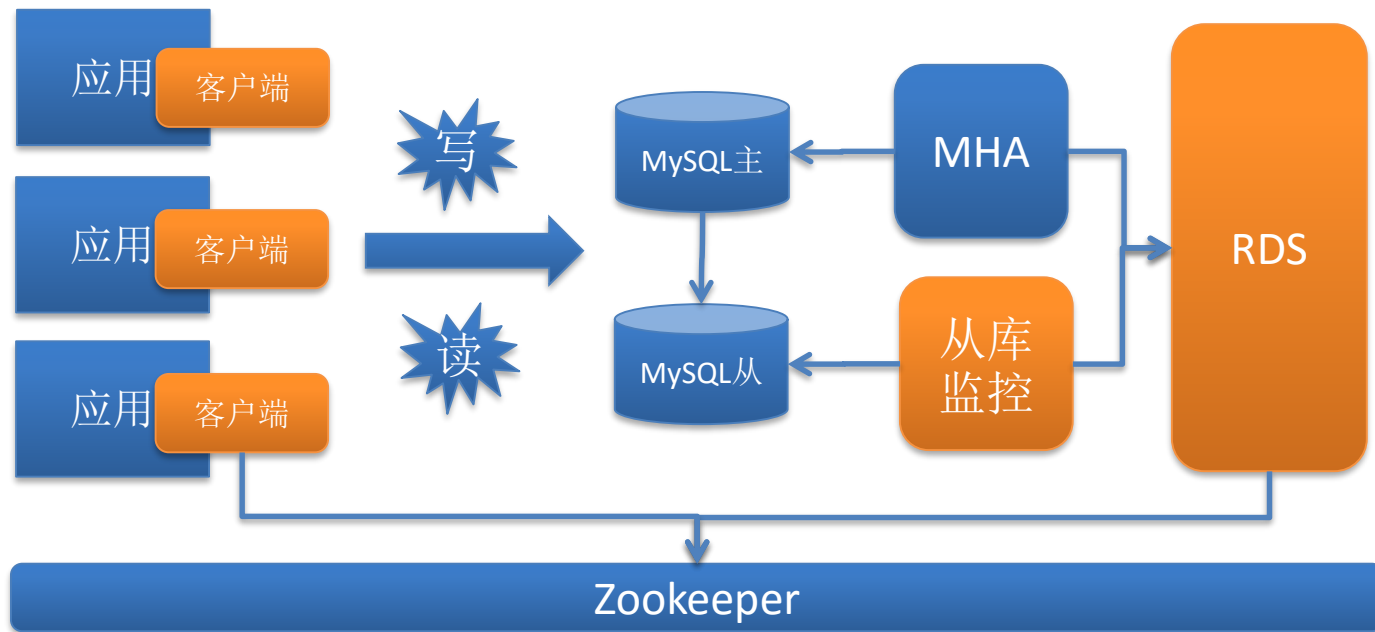 应用
客户端
写
MySQL主
MHA
RDS
应用
客户端
读
MySQL从
从库
监控
应用
客户端
Zookeeper